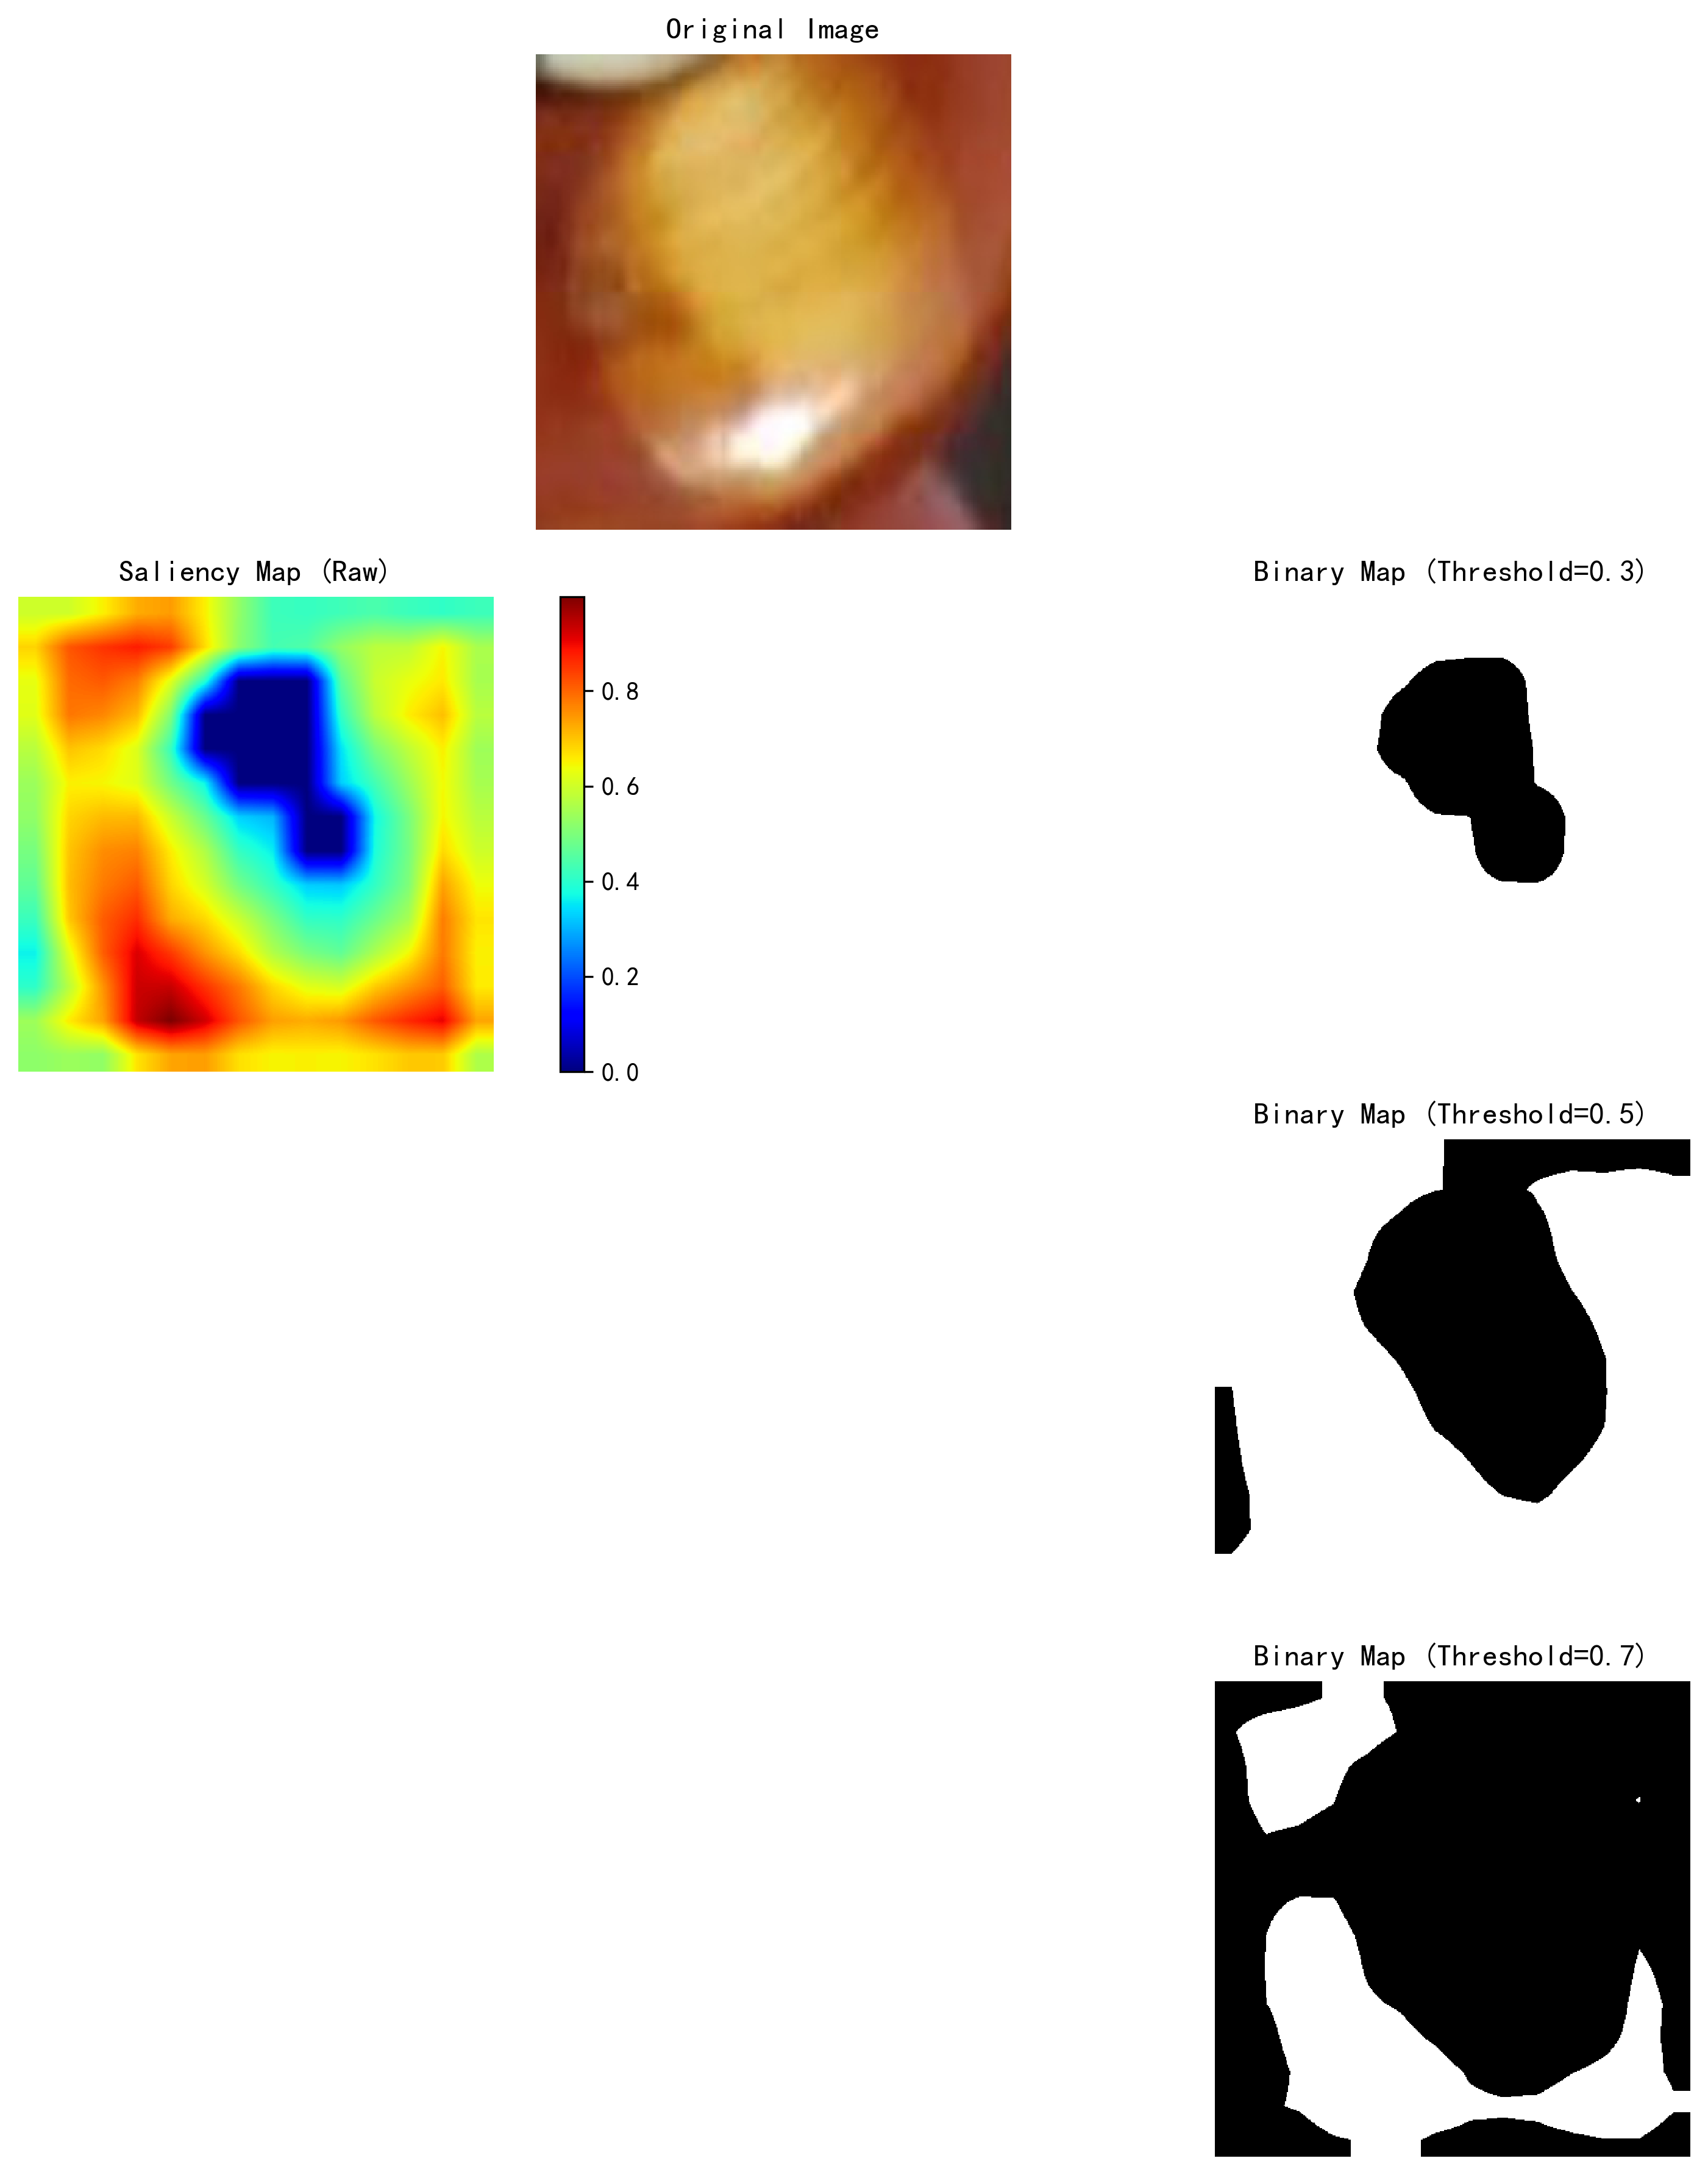 Original Image
Saliency Map (Raw)
Binary Map (Threshold=0.3)
0.8
0.6
0.4
0.2
0.0
Binary Map (Threshold=0.5)
Binary Map (Threshold=0.7)